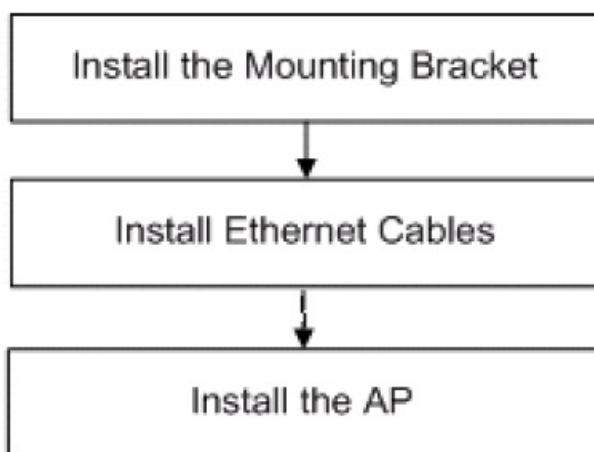 Install the Mounting Bracket
Install Ethernet Cables
Install the AP